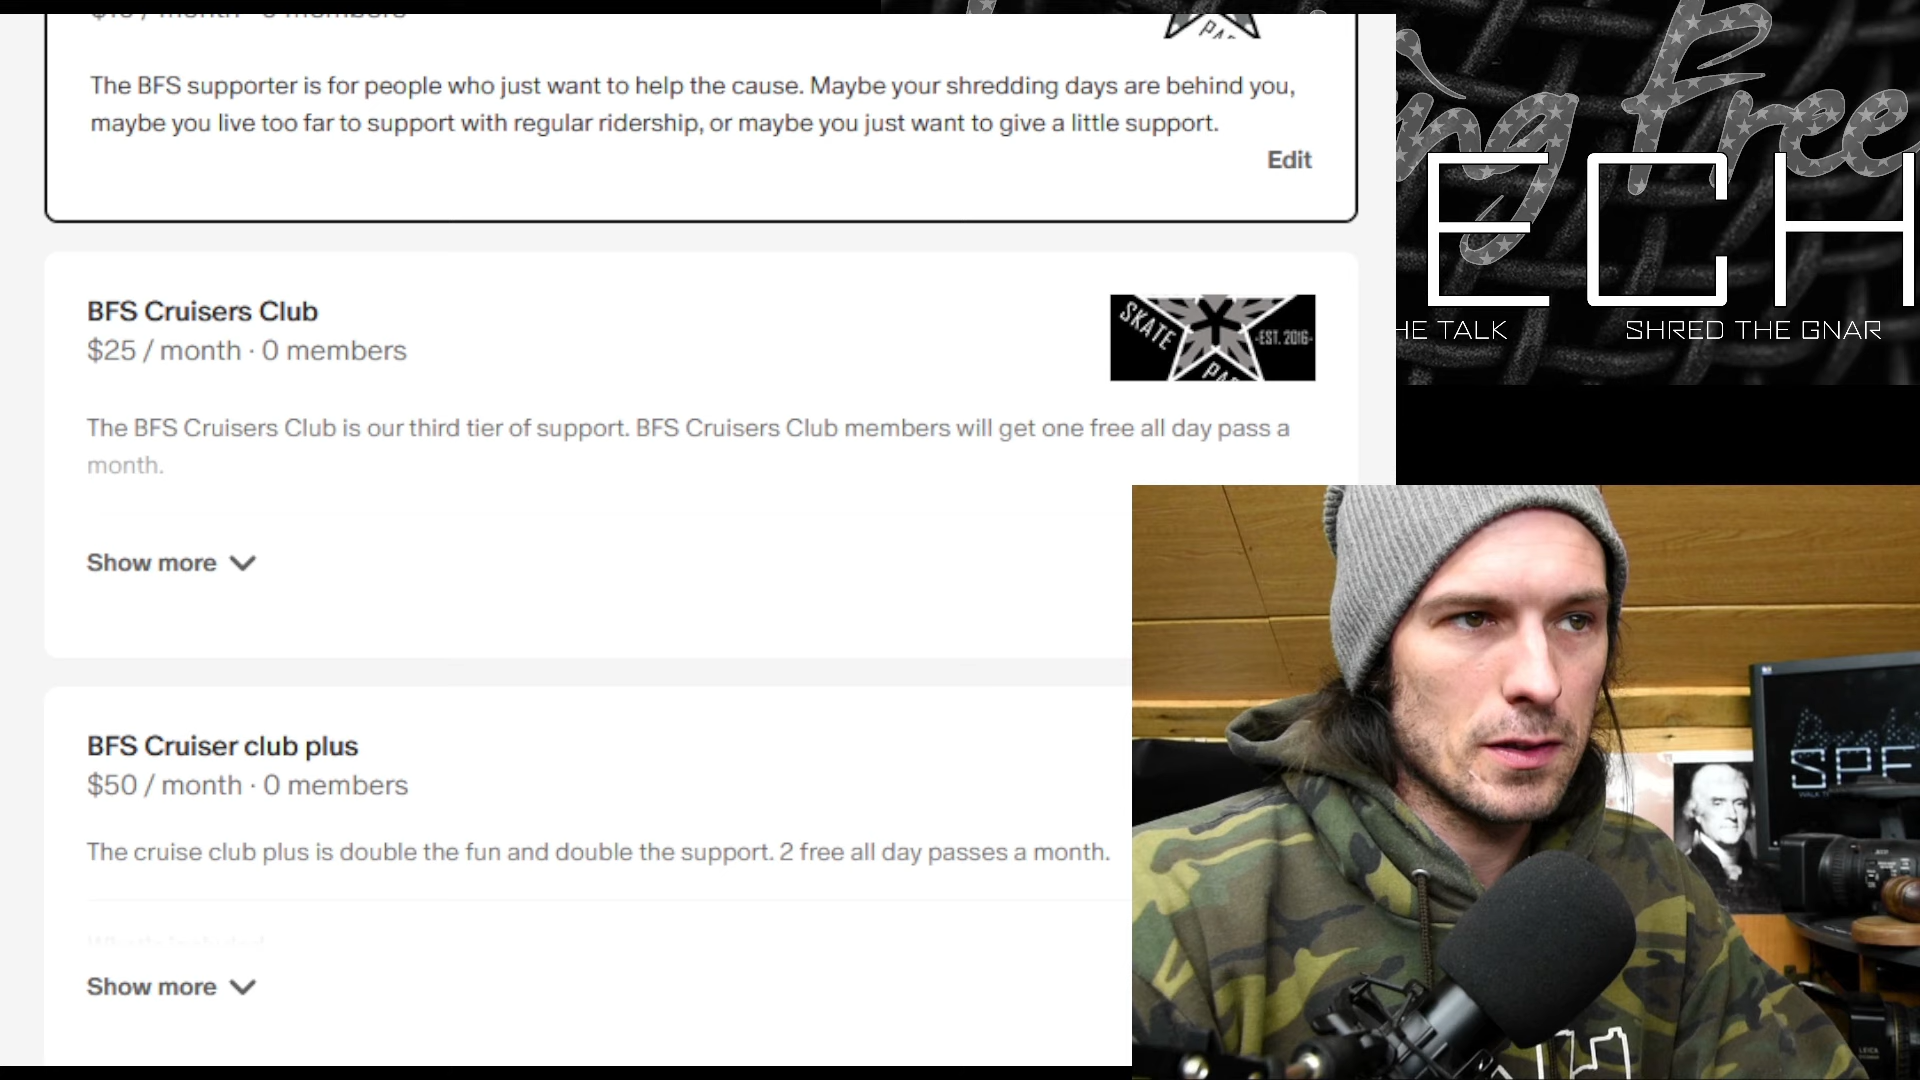 The BFS supporter is for people who just want to help the cause. Maybe your shredding days are behind you,
maybe you live too far to support with regular ridership, or maybe you just want to give a little support.
Edit
BFS Cruisers Club
$25 / month · 0 members
SKATE
-EST. 2016-
The BFS Cruisers Club is our third tier of support. BFS Cruisers Club members will get one free all day pass a
month.
Show more
BFS Cruiser club plus
$50 / month · 0 members
The cruise club plus is double the fun and double the support. 2 free all day passes a month.
What's included
Show more
Free
ECH
HE TALK
SHRED THE GNAR